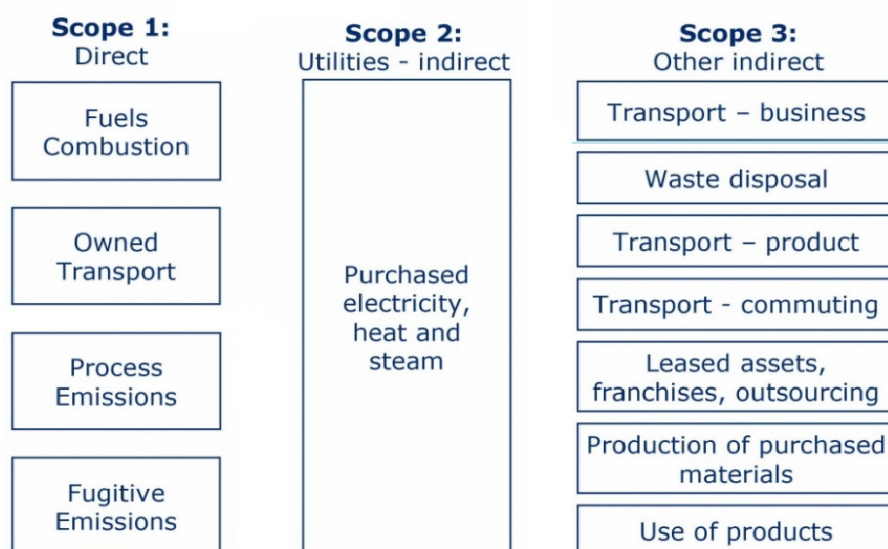 Scope 1:
Direct
Fuels
Combustion
Owned
Transport
Process
Emissions
Fugitive
Emissions
Scope 2:
Utilities - indirect
Purchased
electricity,
heat and
steam
Scope 3:
Other indirect
Transport – business
Waste disposal
Transport – product
Transport - commuting
Leased assets,
franchises, outsourcing
Production of purchased
materials
Use of products